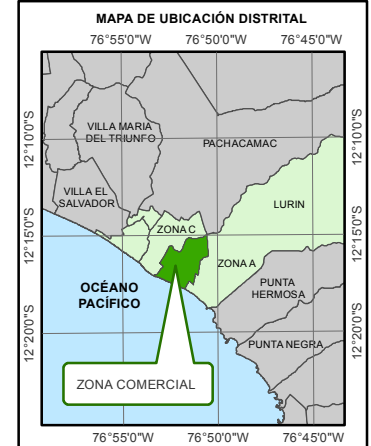 MAPA DE UBICACIÓN DISTRITAL
76°55'0"W 76°50'0"W 76°45'0"W
12°10'0"S
12°15'0"S
12°20'0"S
12°10'0"S
12°15'0"S
12°20'0"S
VILLA MARIA
DEL TRIUNFO
PACHACAMAC
VILLA EL
SALVADOR
LURIN
ZONA C
ZONA A
OCÉANO
PACÍFICO
PUNTA
HERMOSA
PUNTA NEGRA
ZONA COMERCIAL
76°55'0"W 76°50'0"W 76°45'0"W